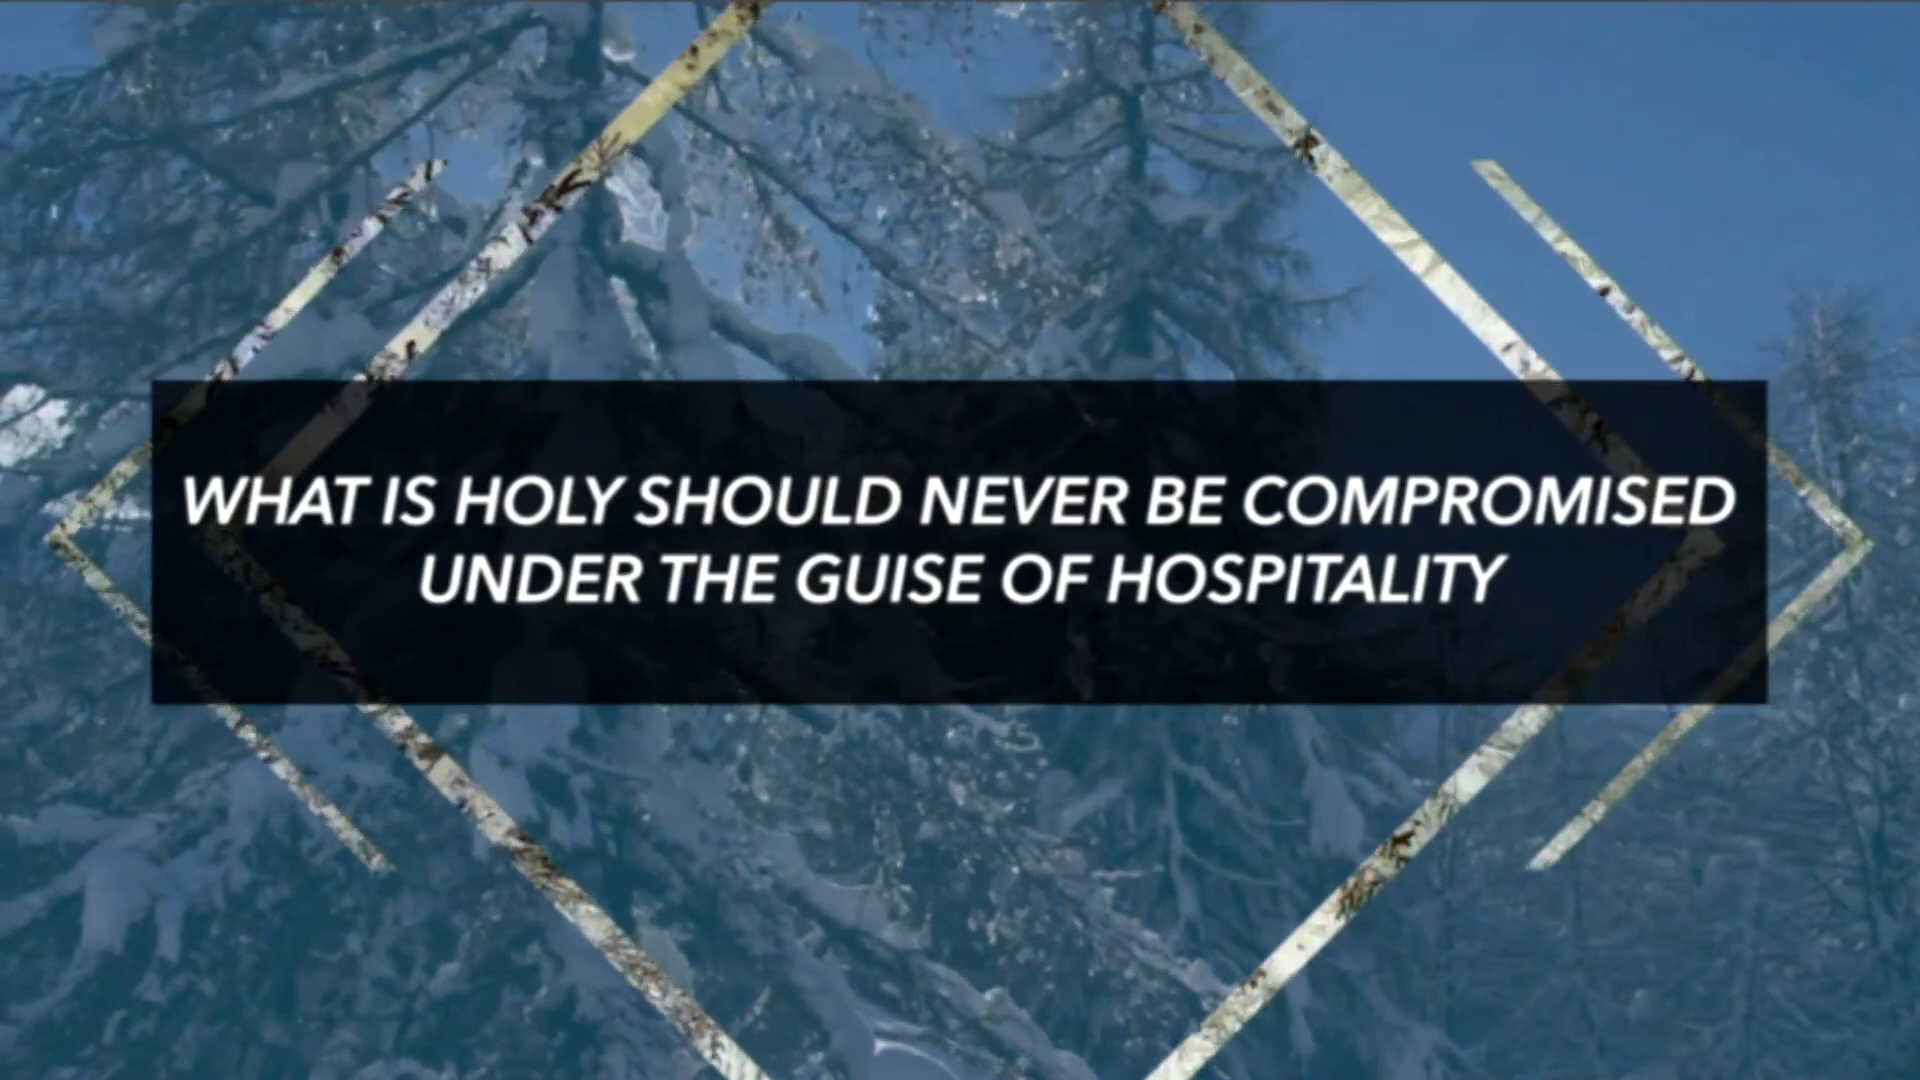 WHAT IS HOLY SHOULD NEVER BE COMPROMISED
UNDER THE GUISE OF HOSPITALITY